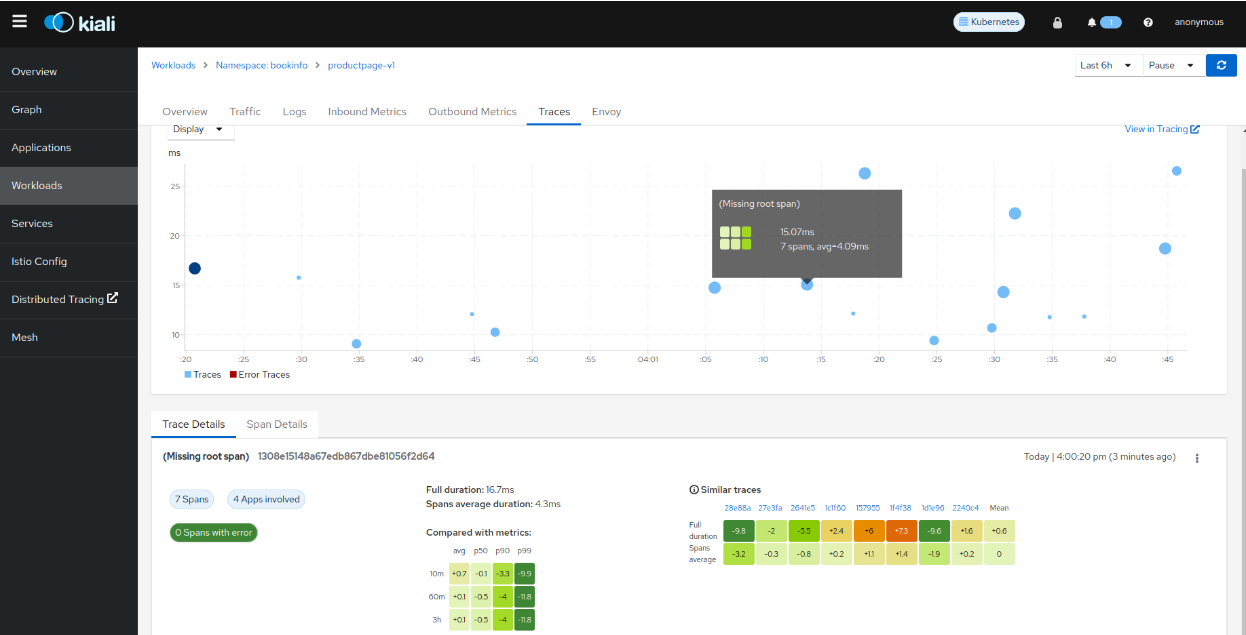 kiali
Kubernetes
1
anonymous
Overview
Graph
Applications
Workloads
Services
Istio Config
Distributed Tracing
Mesh
Workloads > Namespace: bookinfo > productpage-v1
Last 6h
Pause
Overview Traffic Logs Inbound Metrics Outbound Metrics Traces Envoy
Display
View in Tracing
ms
25
20
15
10
(Missing root span)
15.07ms
7 spans, avg=4.09ms
:20 :25 :30 :35 :40 :45 :50 :55 04:01 :05 :10 :15 :20 :25 :30 :35 :40 :45
Traces Error Traces
Trace Details Span Details
(Missing root span) 1308e15148a67edb867dbe81056f2d64
Today | 4:00:20 pm (3 minutes ago)
7 Spans 4 Apps involved
0 Spans with error
Full duration: 16.7ms
Spans average duration: 4.3ms
Compared with metrics:
avg p50 p90 p99
10m +0.7 -0.1 -3.3 -9.9
60m +0.1 -0.5 -4 -11.8
3h +0.1 -0.5 -4 -11.8
Similar traces
28e88a 27e3fa 2641e5 1c1f60 157955 1f4f38 1d1e96 2240c4 Mean
Full duration -9.8 -2 -5.5 +2.4 +6 +7.3 -9.6 +1.6 +0.6
Spans average -3.2 -0.3 -0.8 +0.2 +1.1 +1.4 -1.9 +0.2 0